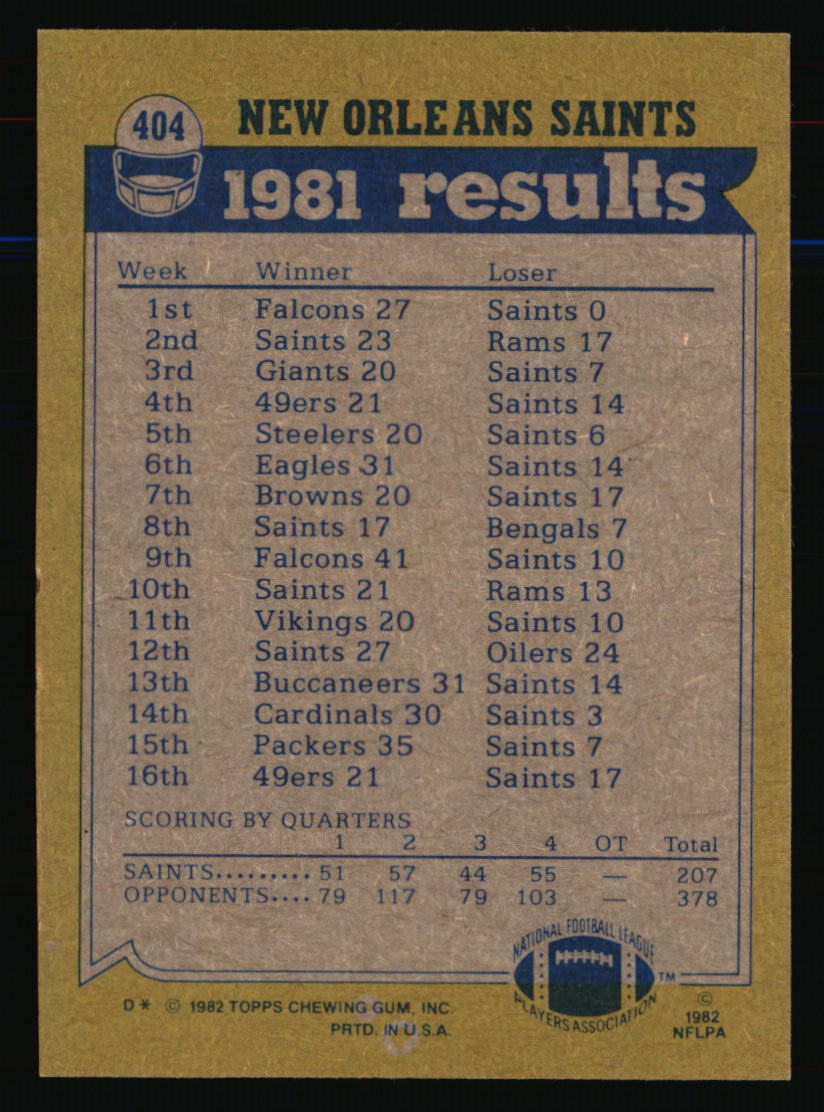 404
NEW ORLEANS SAINTS
1981 results
Week Winner Loser
1st Falcons 27 Saints 0
2nd Saints 23 Rams 17
3rd Giants 20 Saints 7
4th 49ers 21 Saints 14
5th Steelers 20 Saints 6
6th Eagles 31 Saints 14
7th Browns 20 Saints 17
8th Saints 17 Bengals 7
9th Falcons 41 Saints 10
10th Saints 21 Rams 13
11th Vikings 20 Saints 10
12th Saints 27 Oilers 24
13th Buccaneers 31 Saints 14
14th Cardinals 30 Saints 3
15th Packers 35 Saints 7
16th 49ers 21 Saints 17
SCORING BY QUARTERS
1 2 3 4 OT Total
SAINTS......... 51 57 44 55 — 207
OPPONENTS.... 79 117 79 103 — 378
NATIONAL FOOTBALL LEAGUE
PLAYERS ASSOCIATION
TM
D * © 1982 TOPPS CHEWING GUM, INC.
PRTD. IN U.S.A.
©
1982
NFLPA